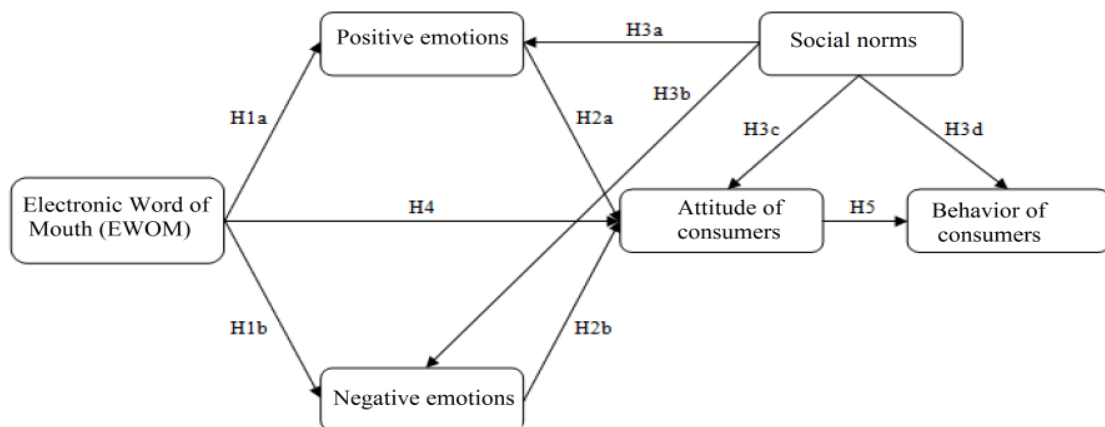 Positive emotions
H3a
Social norms
H3b
H1a
H2a
H3c
H3d
Electronic Word of
Mouth (EWOM)
H4
Attitude of
consumers
H5
Behavior of
consumers
H1b
H2b
Negative emotions